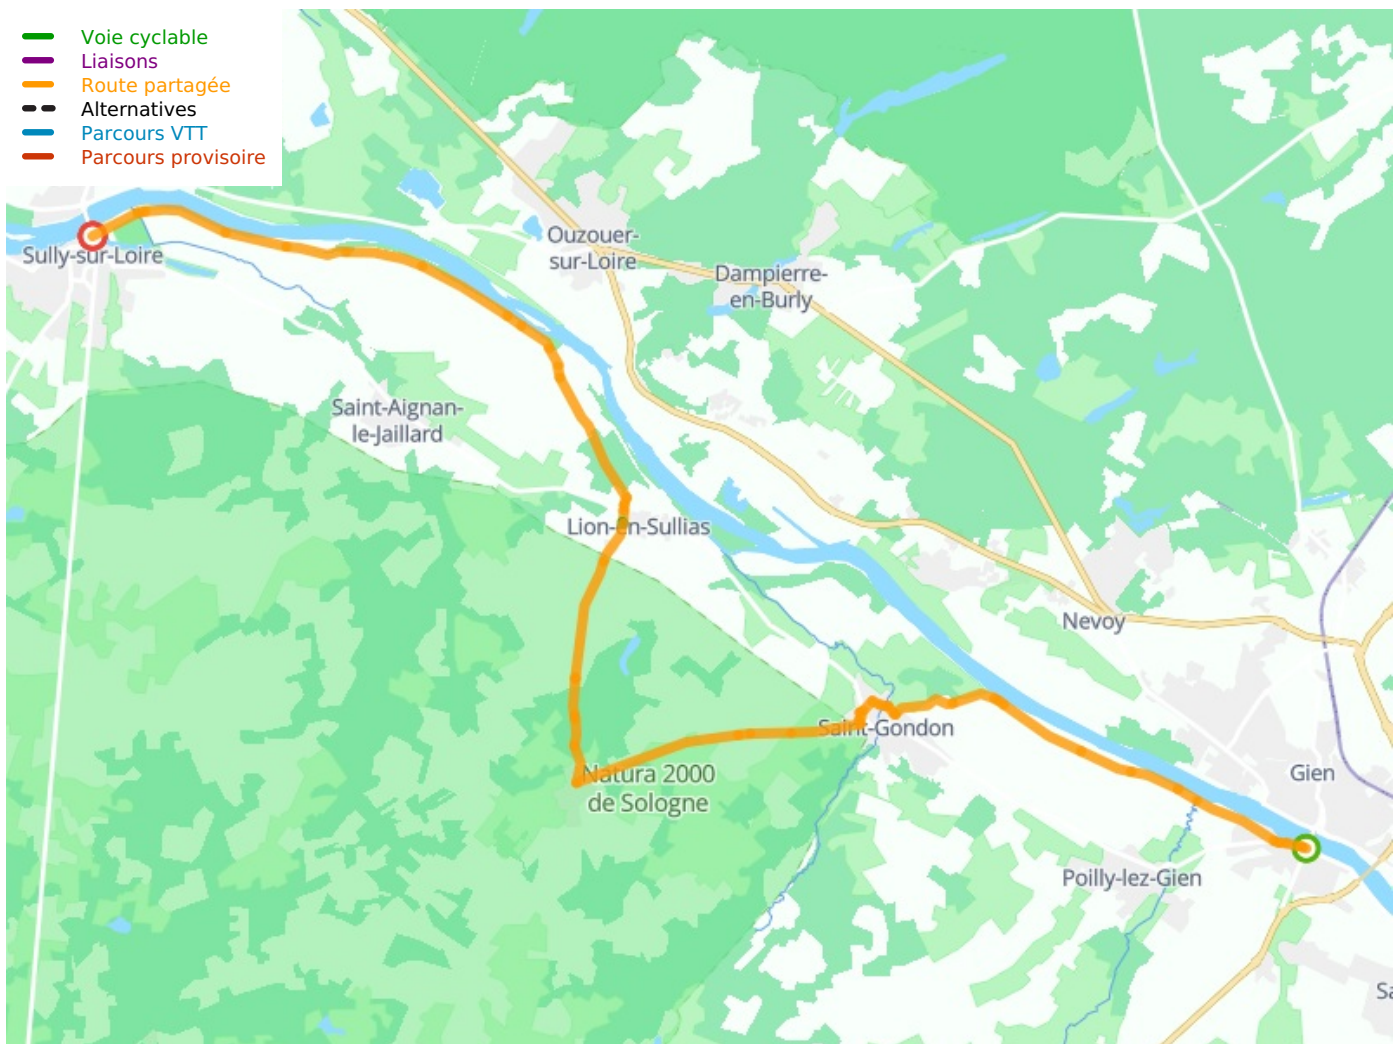 Voie cyclable
Liaisons
Route partagée
Alternatives
Parcours VTT
Parcours provisoire
Ouzouer-
sur-Loire
Sully-sur-Loire
Dampierre-
en-Burly
Saint-Aignan-
le-Jaillard
Lion-en-Sullias
Nevoy
Saint-Gondon
Natura 2000
de Sologne
Gien
Poilly-lez-Gien
Sa